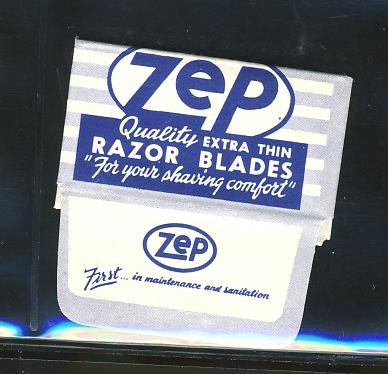 Zep
Quality EXTRA THIN
RAZOR BLADES
"For your shaving comfort"
Zep
First... in maintenance and sanitation